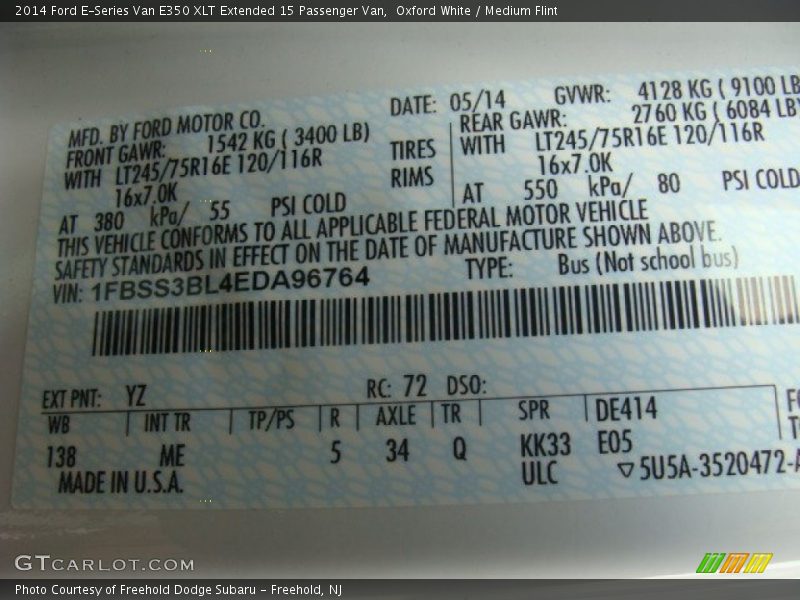 2014 Ford E-Series Van E350 XLT Extended 15 Passenger Van, Oxford White / Medium Flint
MFD. BY FORD MOTOR CO. DATE: 05/14 GVWR: 4128 KG ( 9100 LB
FRONT GAWR: 1542 KG ( 3400 LB) REAR GAWR: 2760 KG ( 6084 LB)
WITH LT245/75R16E 120/116R TIRES WITH LT245/75R16E 120/116R
16x7.0K RIMS 16x7.0K
AT 380 kPa/ 55 PSI COLD AT 550 kPa/ 80 PSI COLD
THIS VEHICLE CONFORMS TO ALL APPLICABLE FEDERAL MOTOR VEHICLE
SAFETY STANDARDS IN EFFECT ON THE DATE OF MANUFACTURE SHOWN ABOVE.
VIN: 1FBSS3BL4EDA96764 TYPE: Bus (Not school bus)
EXT PNT: YZ RC: 72 DSO:
WB INT TR TP/PS R AXLE TR SPR DE414
138 ME 5 34 Q KK33 E05
MADE IN U.S.A. ULC ▽5U5A-3520472-A
GTCARLOT.COM
Photo Courtesy of Freehold Dodge Subaru - Freehold, NJ